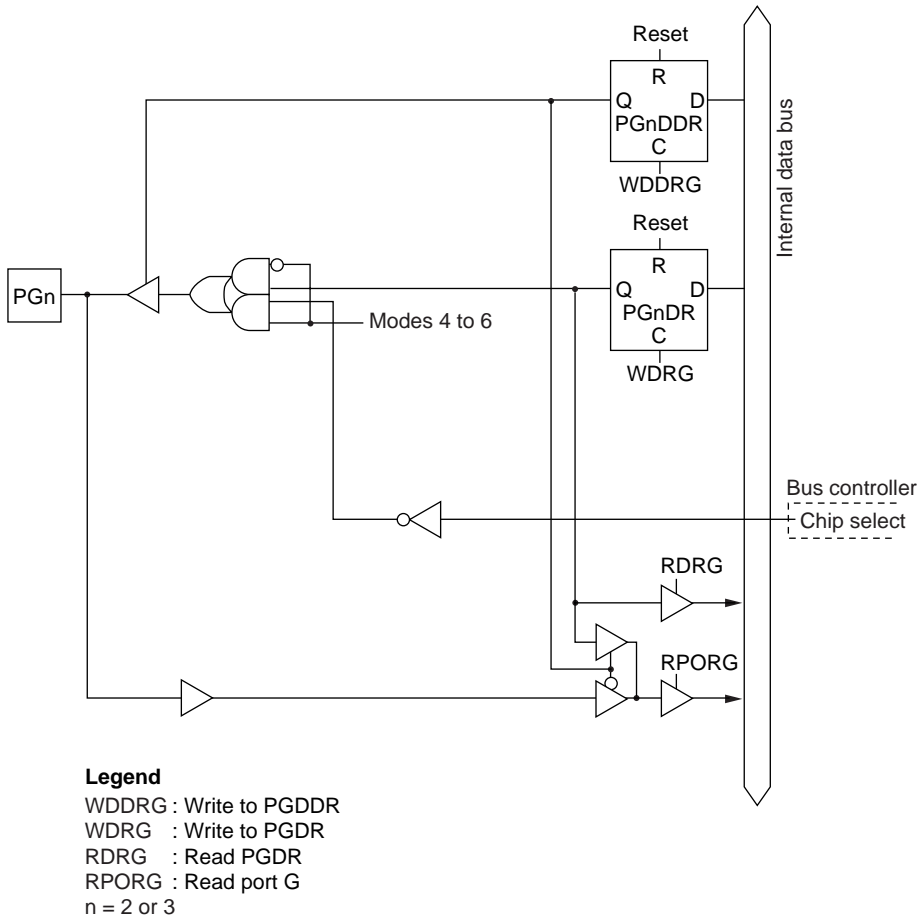 Reset
R
Q D
PGnDDR
C
WDDRG
Internal data bus
Reset
R
Q D
PGnDR
C
WDRG
PGn
Modes 4 to 6
Bus controller
Chip select
RDRG
RPORG
Legend
WDDRG : Write to PGDDR
WDRG : Write to PGDR
RDRG : Read PGDR
RPORG : Read port G
n = 2 or 3